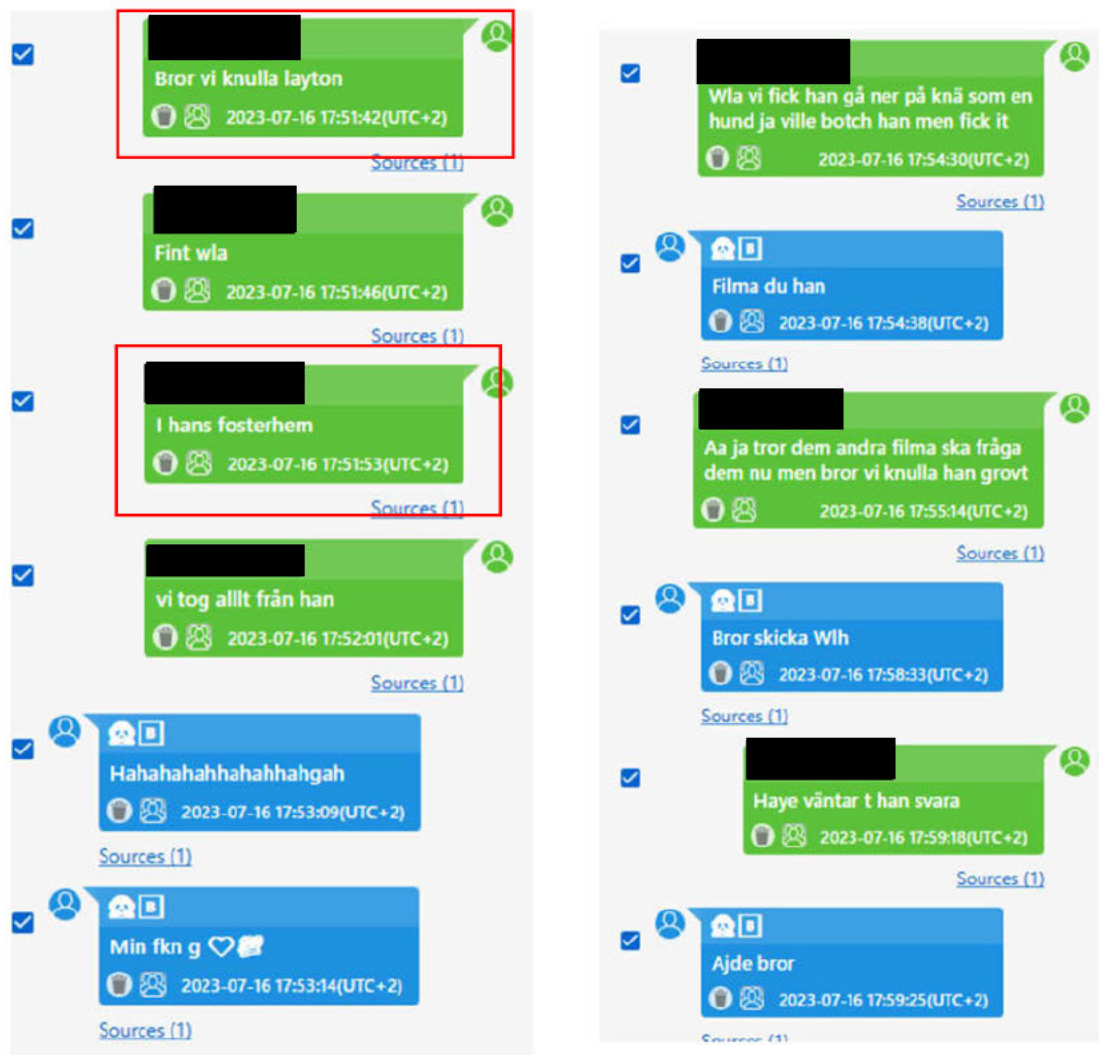 Bror vi knulla layton
2023-07-16 17:51:42(UTC+2)
Sources (1)
Fint wla
2023-07-16 17:51:46(UTC+2)
Sources (1)
I hans fosterhem
2023-07-16 17:51:53(UTC+2)
Sources (1)
vi tog alllt från han
2023-07-16 17:52:01(UTC+2)
Sources (1)
B
Hahahahahhahahhahgah
2023-07-16 17:53:09(UTC+2)
Sources (1)
B
Min fkn g
2023-07-16 17:53:14(UTC+2)
Sources (1)
Wla vi fick han gå ner på knä som en
hund ja ville botch han men fick it
2023-07-16 17:54:30(UTC+2)
Sources (1)
B
Filma du han
2023-07-16 17:54:38(UTC+2)
Sources (1)
Aa ja tror dem andra filma ska fråga
dem nu men bror vi knulla han grovt
2023-07-16 17:55:14(UTC+2)
Sources (1)
B
Bror skicka Wlh
2023-07-16 17:58:33(UTC+2)
Sources (1)
Haye väntar t han svara
2023-07-16 17:59:18(UTC+2)
Sources (1)
B
Ajde bror
2023-07-16 17:59:25(UTC+2)
Sources (1)